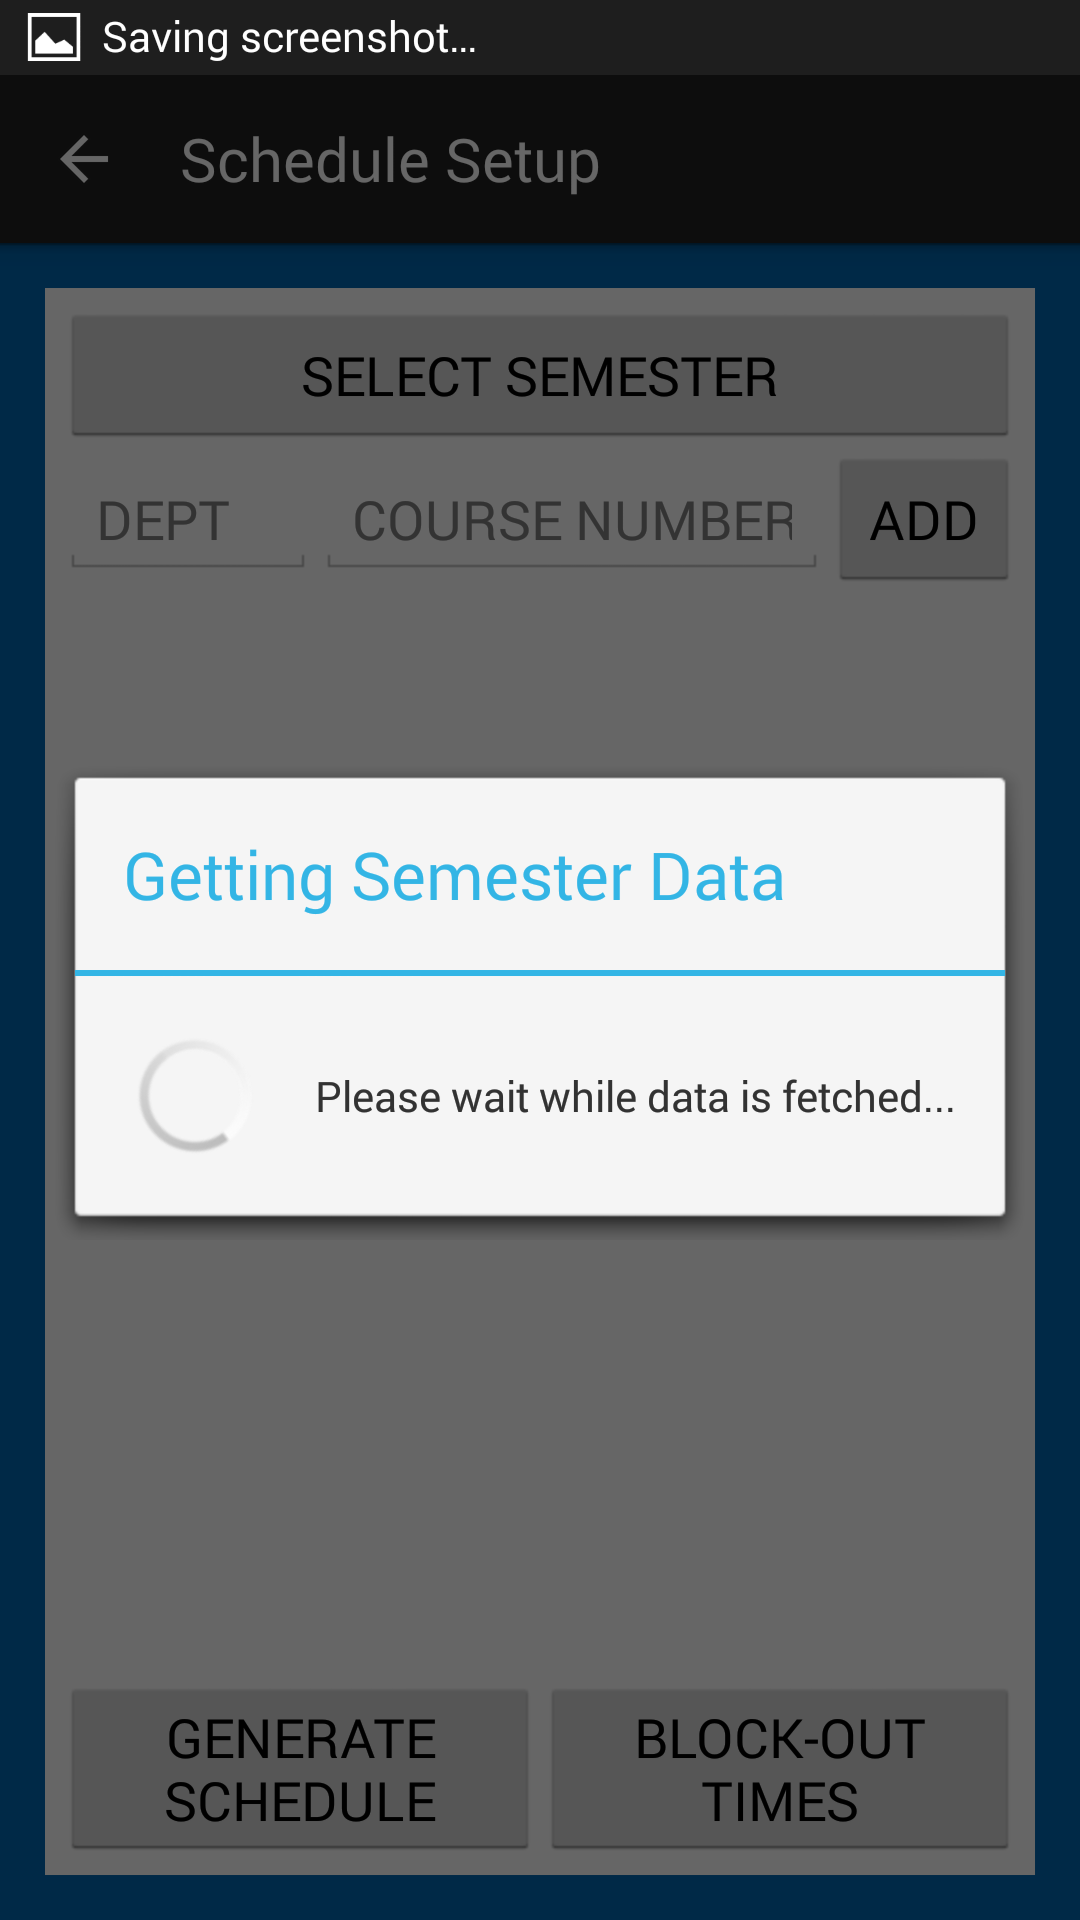 Saving screenshot...
Schedule Setup
SELECT SEMESTER
DEPT
COURSE NUMBER
ADD
Getting Semester Data
Please wait while data is fetched...
GENERATE
SCHEDULE
BLOCK-OUT
TIMES